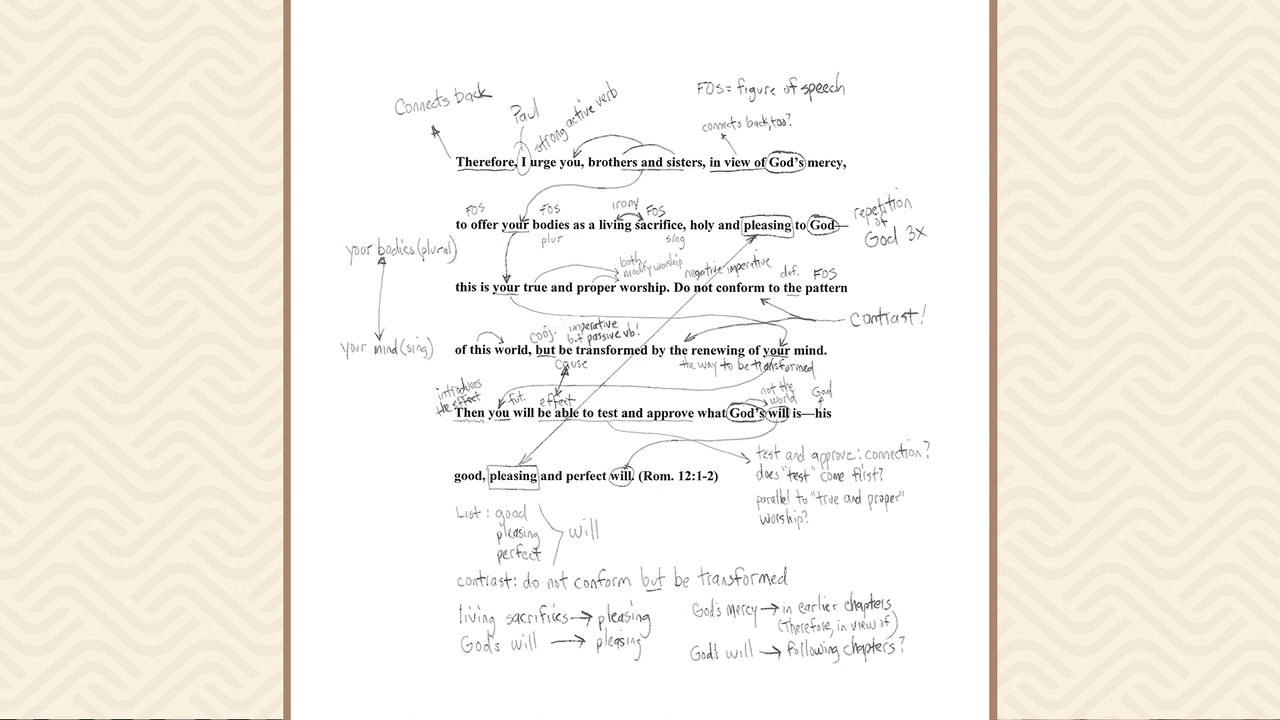 Connects back
Paul
strong active verb
FOS = figure of speech
connects back, too?
Therefore, I urge you, brothers and sisters, in view of God's mercy,
FOS FOS irony FOS
to offer your bodies as a living sacrifice, holy and pleasing to God—
repetition
of
God 3x
plur sing
your bodies (plural)
both
modify worship
negative imperative
def. FOS
this is your true and proper worship. Do not conform to the pattern
contrast!
your mind (sing)
conj. imperative
but passive vb!
of this world, but be transformed by the renewing of your mind.
cause
the way to be transformed
introduces
the effect
fut. effect
not the
world
God
Then you will be able to test and approve what God's will is—his
test and approve: connection?
does "test" come first?
parallel to "true and proper"
worship?
good, pleasing and perfect will. (Rom. 12:1-2)
List: good
pleasing
perfect
will
contrast: do not conform but be transformed
living sacrifices → pleasing
God's will → pleasing
God's mercy → in earlier chapters
(Therefore, in view of)
God's will → following chapters?